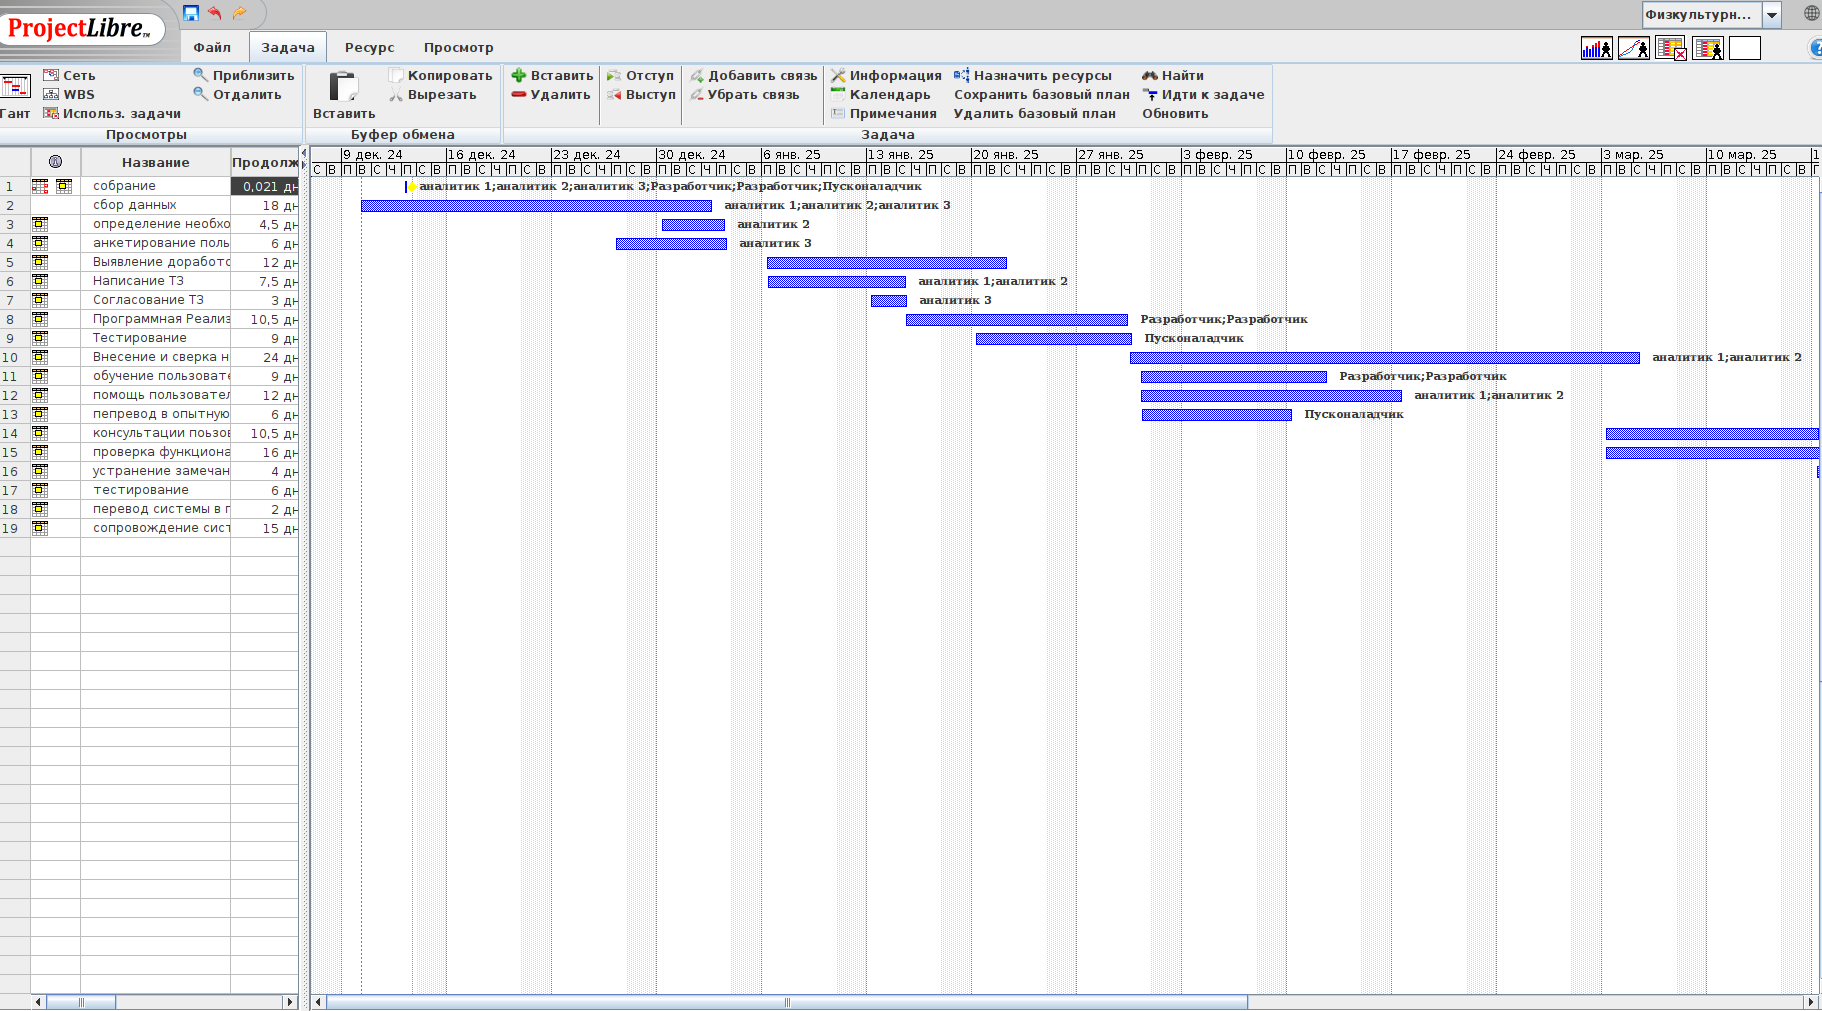 ProjectLibre™
Физкультурн...
Файл Задача Ресурс Просмотр
Сеть Приблизить Копировать Вставить Отступ Добавить связь Информация Назначить ресурсы Найти
WBS Отдалить Вырезать Удалить Выступ Убрать связь Календарь Сохранить базовый план Идти к задаче
Гант Использ. задачи Вставить Примечания Удалить базовый план Обновить
Просмотры Буфер обмена Задача
Название Продолж
9 дек. 24 16 дек. 24 23 дек. 24 30 дек. 24 6 янв. 25 13 янв. 25 20 янв. 25 27 янв. 25 3 февр. 25 10 февр. 25 17 февр. 25 24 февр. 25 3 мар. 25 10 мар. 25 1
С В П В С Ч П С В П В С Ч П С В П В С Ч П С В П В С Ч П С В П В С Ч П С В П В С Ч П С В П В С Ч П С В П В С Ч П С В П В С Ч П С В П В С Ч П С В П В С Ч П С В П В С Ч П С В П В С Ч П С В П В С Ч П С В П
1 собрание 0,021 дн аналитик 1;аналитик 2;аналитик 3;Разработчик;Разработчик;Пусконаладчик
2 сбор данных 18 дн аналитик 1;аналитик 2;аналитик 3
3 определение необхо 4,5 дн аналитик 2
4 анкетирование поль 6 дн аналитик 3
5 Выявление доработо 12 дн
6 Написание ТЗ 7,5 дн аналитик 1;аналитик 2
7 Согласование ТЗ 3 дн аналитик 3
8 Программная Реализ 10,5 дн Разработчик;Разработчик
9 Тестирование 9 дн Пусконаладчик
10 Внесение и сверка н 24 дн аналитик 1;аналитик 2
11 обучение пользовате 9 дн Разработчик;Разработчик
12 помощь пользовател 12 дн аналитик 1;аналитик 2
13 пепревод в опытную 6 дн Пусконаладчик
14 консультации поьзов 10,5 дн
15 проверка функциона 16 дн
16 устранение замечан 4 дн
17 тестирование 6 дн
18 перевод системы в п 2 дн
19 сопровождение сист 15 дн